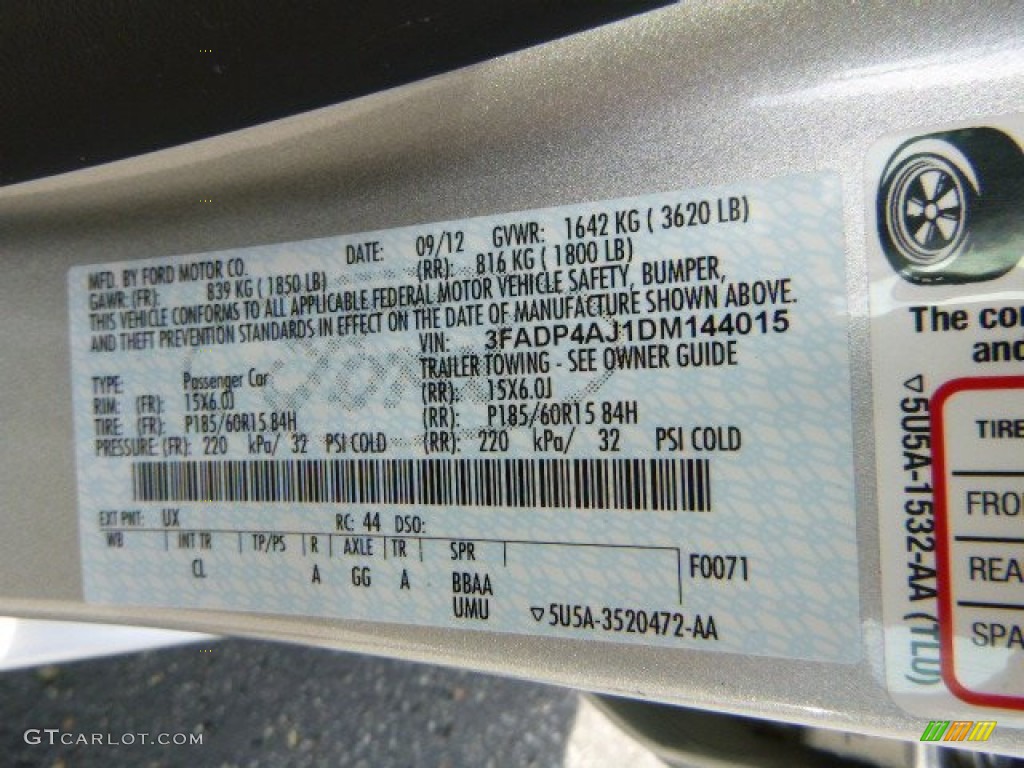 MFD. BY FORD MOTOR CO.
DATE: 09/12 GVWR: 1642 KG ( 3620 LB)
GAWR: (FR): 839 KG ( 1850 LB) (RR): 816 KG ( 1800 LB)
THIS VEHICLE CONFORMS TO ALL APPLICABLE FEDERAL MOTOR VEHICLE SAFETY, BUMPER,
AND THEFT PREVENTION STANDARDS IN EFFECT ON THE DATE OF MANUFACTURE SHOWN ABOVE.
VIN: 3FADP4AJ1DM144015
TYPE: Passenger Car TRAILER TOWING - SEE OWNER GUIDE
RIM: (FR): 15X6.0J (RR): 15X6.0J
TIRE: (FR): P185/60R15 84H (RR): P185/60R15 84H
PRESSURE: (FR): 220 kPa/ 32 PSI COLD (RR): 220 kPa/ 32 PSI COLD
EXT PNT: UX RC: 44 DSO:
WB INT TR TP/PS R AXLE TR SPR
CL A GG A BBAA F0071
UMU
▽5U5A-3520472-AA
The co
and
▽5U5A-1532-AA (TLU)
TIRE
FRO
REA
SPA
GTCARLOT.COM